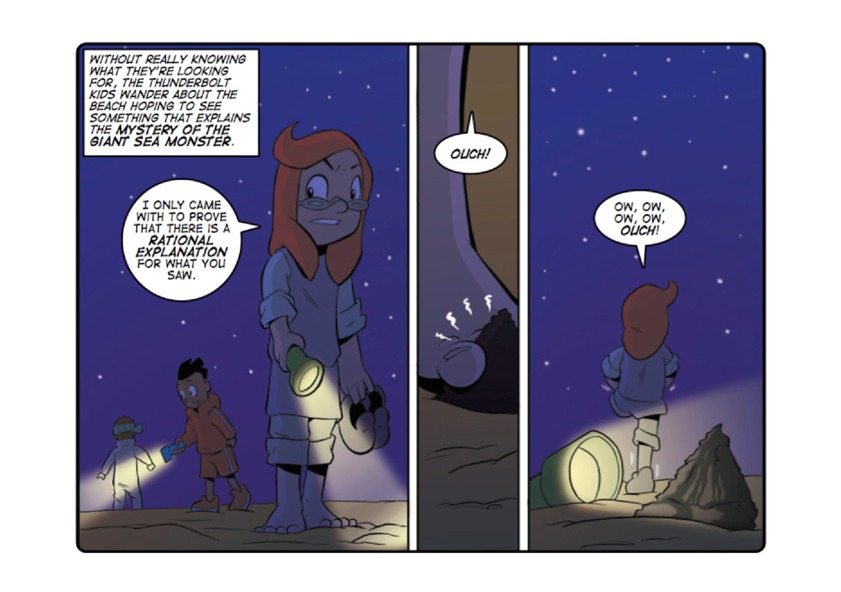 WITHOUT REALLY KNOWING
WHAT THEY'RE LOOKING
FOR, THE THUNDERBOLT
KIDS WANDER ABOUT THE
BEACH HOPING TO SEE
SOMETHING THAT EXPLAINS
THE MYSTERY OF THE
GIANT SEA MONSTER.
I ONLY CAME
WITH TO PROVE
THAT THERE IS A
RATIONAL
EXPLANATION
FOR WHAT YOU
SAW.
OUCH!
OW, OW,
OW, OW,
OUCH!